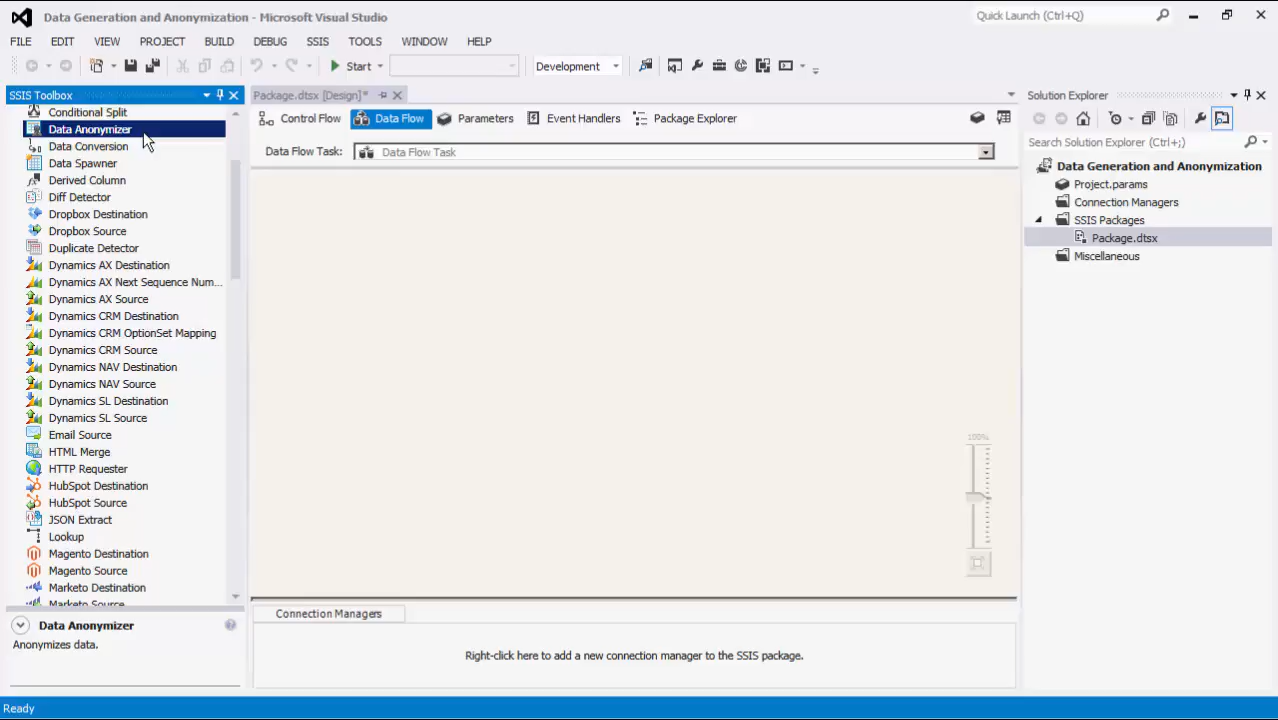 Data Generation and Anonymization - Microsoft Visual Studio
Quick Launch (Ctrl+Q)
FILE EDIT VIEW PROJECT BUILD DEBUG SSIS TOOLS WINDOW HELP
Start Development
SSIS Toolbox
Conditional Split
Data Anonymizer
Data Conversion
Data Spawner
Derived Column
Diff Detector
Dropbox Destination
Dropbox Source
Duplicate Detector
Dynamics AX Destination
Dynamics AX Next Sequence Num...
Dynamics AX Source
Dynamics CRM Destination
Dynamics CRM OptionSet Mapping
Dynamics CRM Source
Dynamics NAV Destination
Dynamics NAV Source
Dynamics SL Destination
Dynamics SL Source
Email Source
HTML Merge
HTTP Requester
HubSpot Destination
HubSpot Source
JSON Extract
Lookup
Magento Destination
Magento Source
Marketo Destination
Marketo Source
Data Anonymizer
Anonymizes data.
Package.dtsx [Design]*
Control Flow Data Flow Parameters Event Handlers Package Explorer
Data Flow Task: Data Flow Task
100%
Connection Managers
Right-click here to add a new connection manager to the SSIS package.
Solution Explorer
Search Solution Explorer (Ctrl+;)
Data Generation and Anonymization
Project.params
Connection Managers
SSIS Packages
Package.dtsx
Miscellaneous
Ready